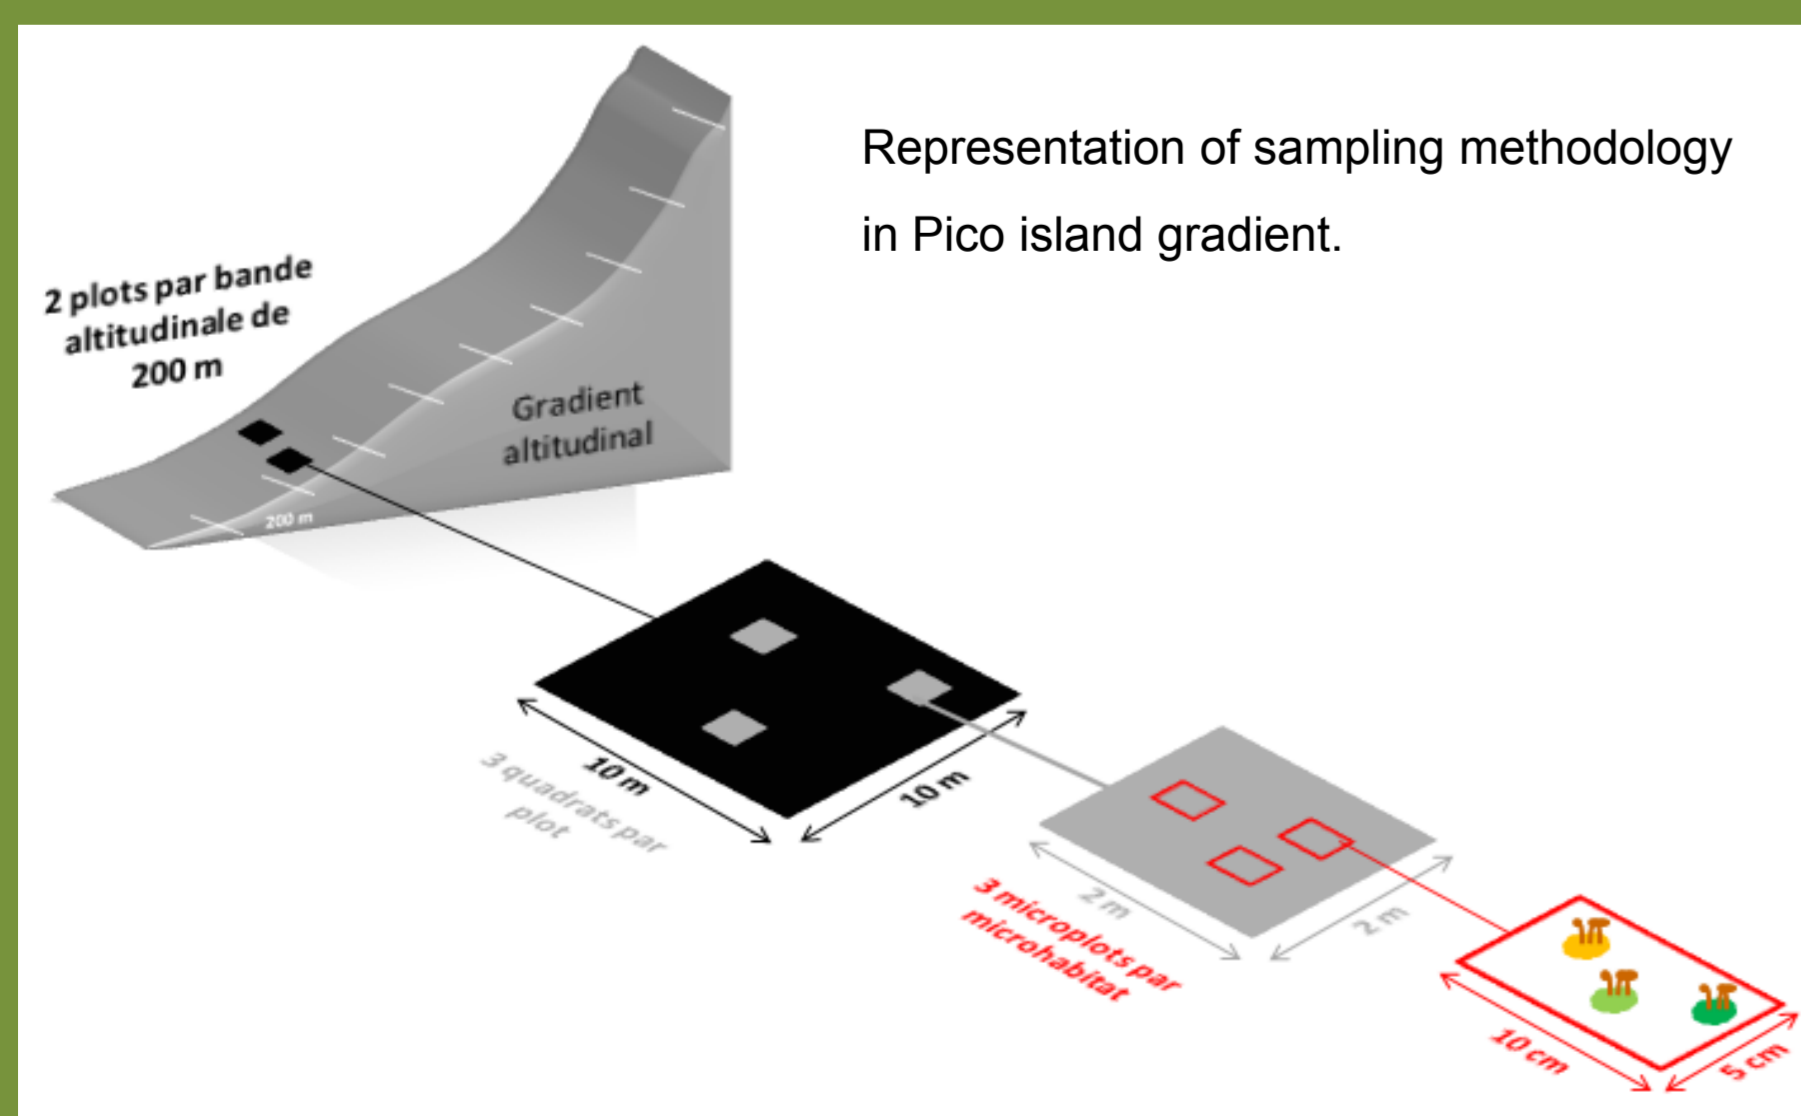 Representation of sampling methodology
in Pico island gradient.
2 plots par bande
altitudinale de
200 m
Gradient
altitudinal
200 m
10 m
10 m
3 quadrats par
plot
2 m
2 m
3 microplots par
microhabitat
10 cm
5 cm